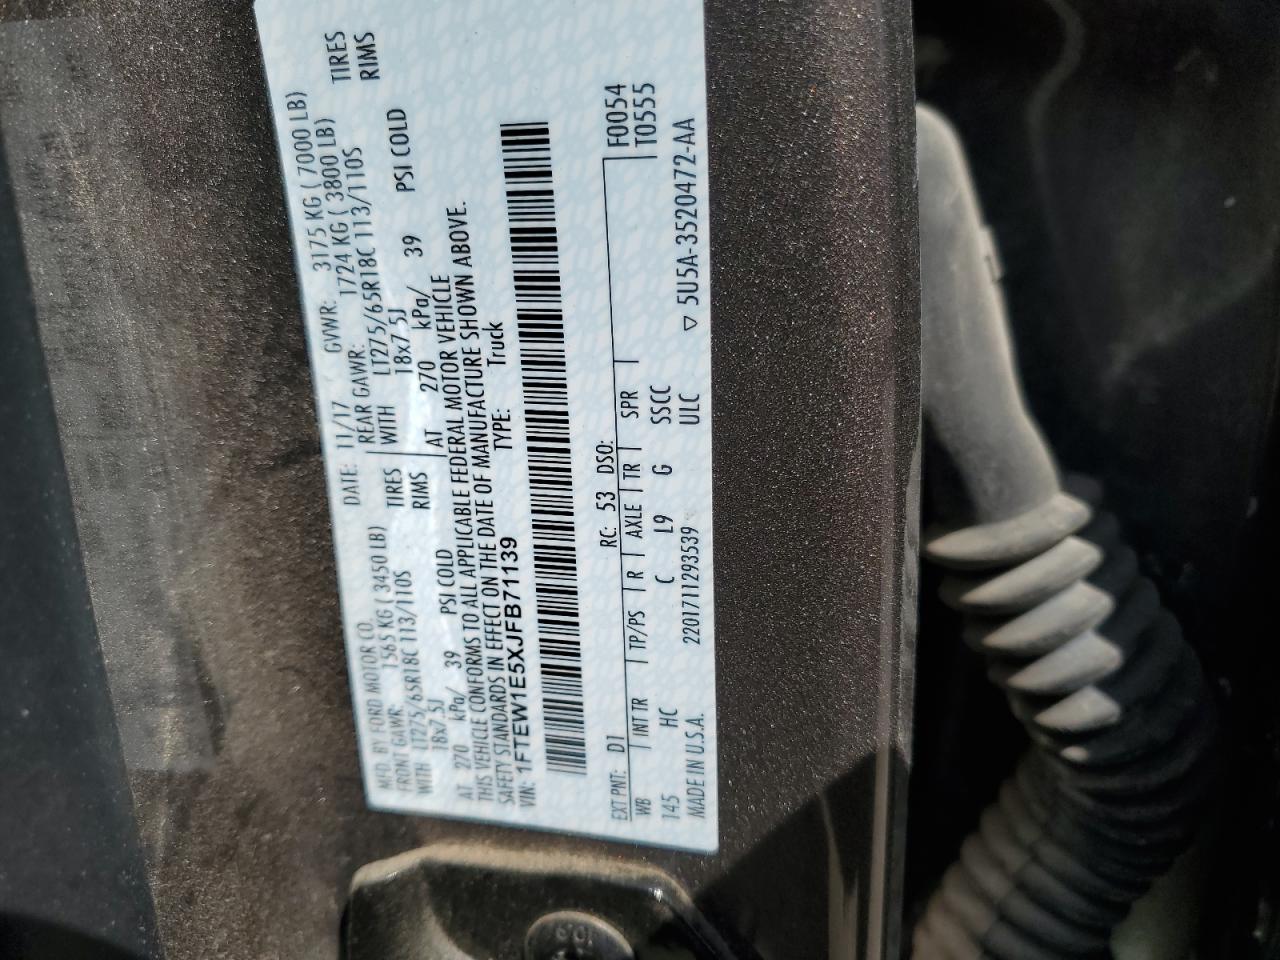 MFD. BY FORD MOTOR CO.
DATE: 11/17 GVWR: 3175 KG ( 7000 LB)
FRONT GAWR: 1565 KG ( 3450 LB) REAR GAWR: 1724 KG ( 3800 LB)
WITH LT275/65R18C 113/110S TIRES WITH LT275/65R18C 113/110S TIRES
18x7.5J RIMS 18x7.5J RIMS
AT 270 kPa/ 39 PSI COLD AT 270 kPa/ 39 PSI COLD
THIS VEHICLE CONFORMS TO ALL APPLICABLE FEDERAL MOTOR VEHICLE
SAFETY STANDARDS IN EFFECT ON THE DATE OF MANUFACTURE SHOWN ABOVE.
VIN: 1FTEW1E5XJFB71139 TYPE: Truck
EXT PNT: D1 RC: 53 DSO: F0054
WB INT TR TP/PS R AXLE TR SPR T0555
145 HC C L9 G SSCC
MADE IN U.S.A. 2201711293539 ULC ▽ 5U5A-3520472-AA